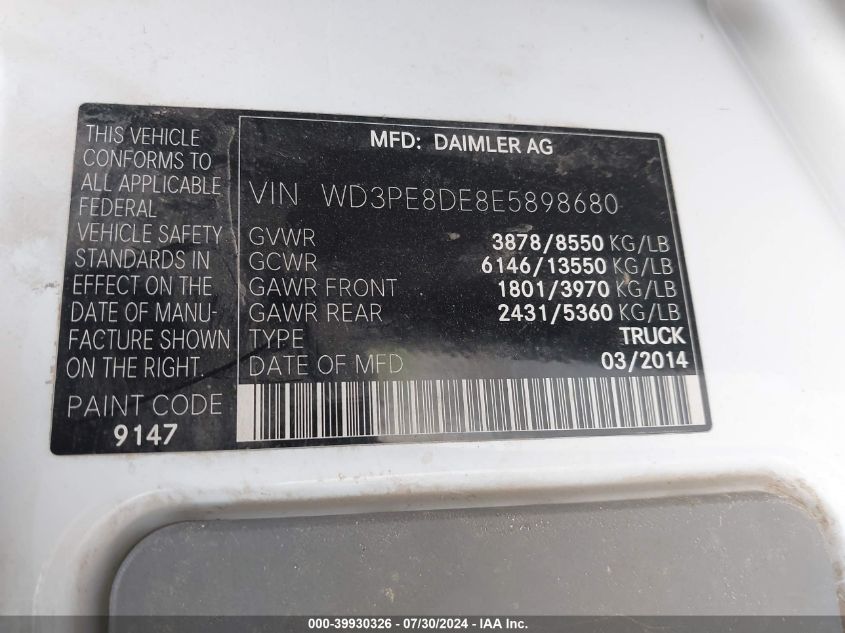 THIS VEHICLE
CONFORMS TO
ALL APPLICABLE
FEDERAL
VEHICLE SAFETY
STANDARDS IN
EFFECT ON THE
DATE OF MANU-
FACTURE SHOWN
ON THE RIGHT.
PAINT CODE
9147
MFD: DAIMLER AG
VIN WD3PE8DE8E5898680
GVWR 3878/8550 KG/LB
GCWR 6146/13550 KG/LB
GAWR FRONT 1801/3970 KG/LB
GAWR REAR 2431/5360 KG/LB
TYPE TRUCK
DATE OF MFD 03/2014
000-39930326 - 07/30/2024 - IAA Inc.